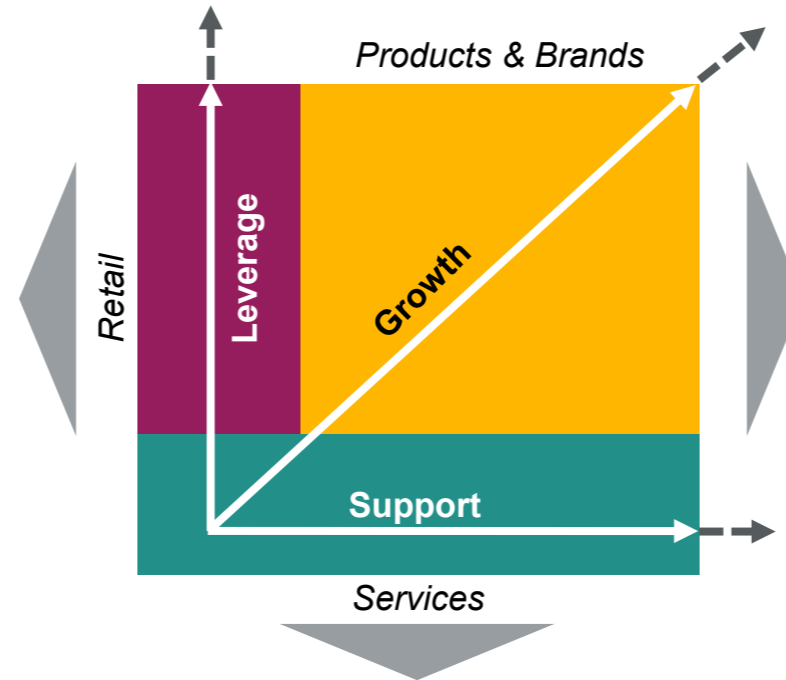 Products & Brands
Retail
Leverage
Growth
Support
Services